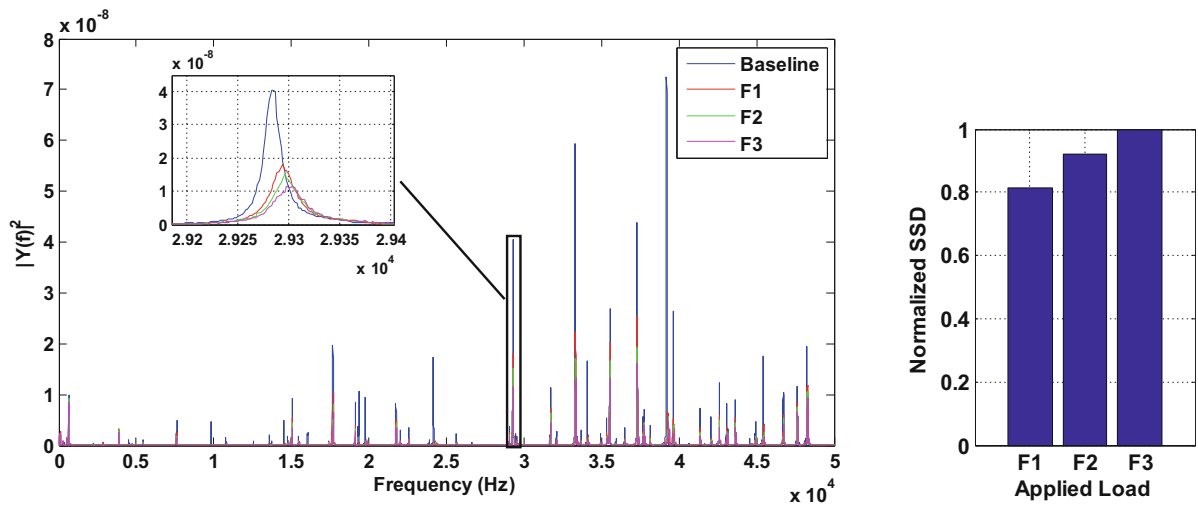 x 10^-8
8
7
6
5
4
3
2
1
0
|Y(f)|^2
0 0.5 1 1.5 2 2.5 3 3.5 4 4.5 5
Frequency (Hz)
x 10^4
x 10^-8
4
3
2
1
0
2.92 2.925 2.93 2.935 2.94
x 10^4
Baseline
F1
F2
F3
1
0.8
0.6
0.4
0.2
0
Normalized SSD
F1 F2 F3
Applied Load